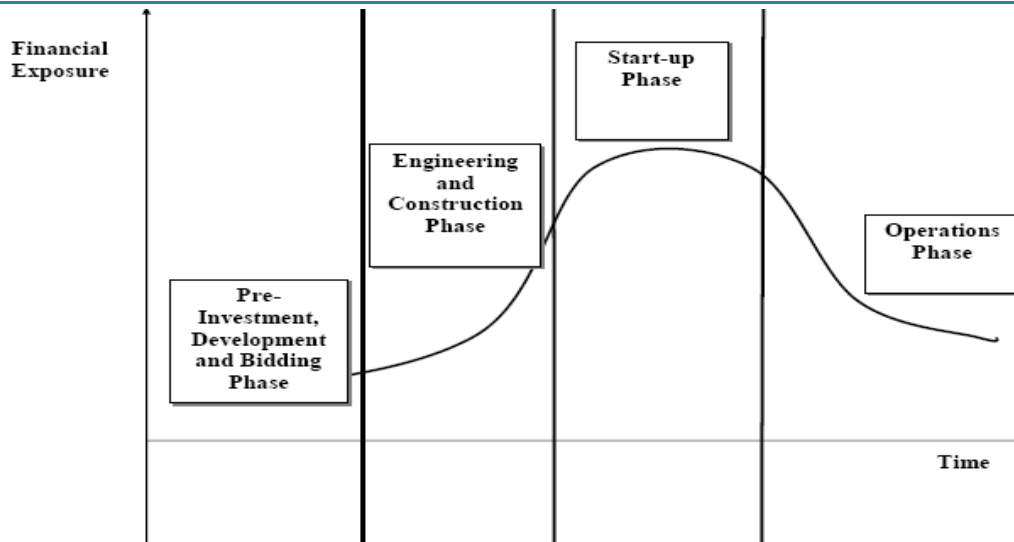 Financial
Exposure
Start-up
Phase
Engineering
and
Construction
Phase
Operations
Phase
Pre-
Investment,
Development
and Bidding
Phase
Time